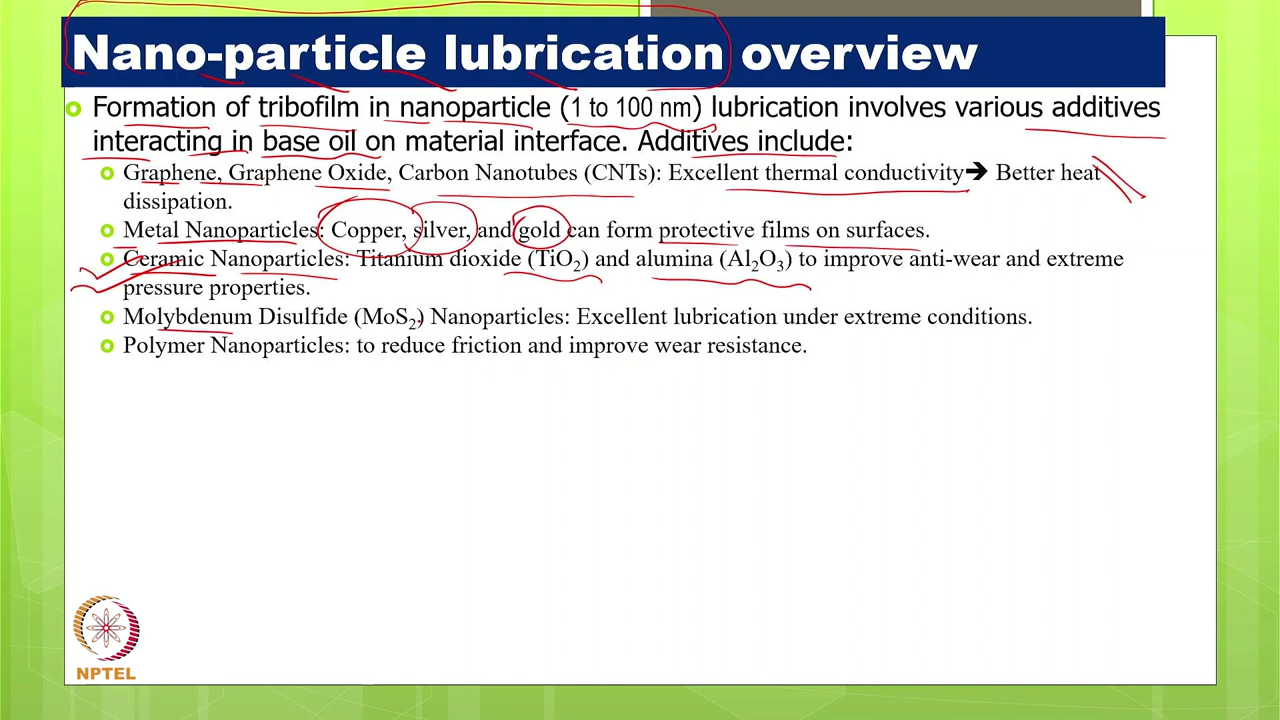 Nano-particle lubrication overview
Formation of tribofilm in nanoparticle (1 to 100 nm) lubrication involves various additives
interacting in base oil on material interface. Additives include:
Graphene, Graphene Oxide, Carbon Nanotubes (CNTs): Excellent thermal conductivity➔ Better heat
dissipation.
Metal Nanoparticles: Copper, silver, and gold can form protective films on surfaces.
Ceramic Nanoparticles: Titanium dioxide (TiO₂) and alumina (Al₂O₃) to improve anti-wear and extreme
pressure properties.
Molybdenum Disulfide (MoS₂) Nanoparticles: Excellent lubrication under extreme conditions.
Polymer Nanoparticles: to reduce friction and improve wear resistance.
NPTEL